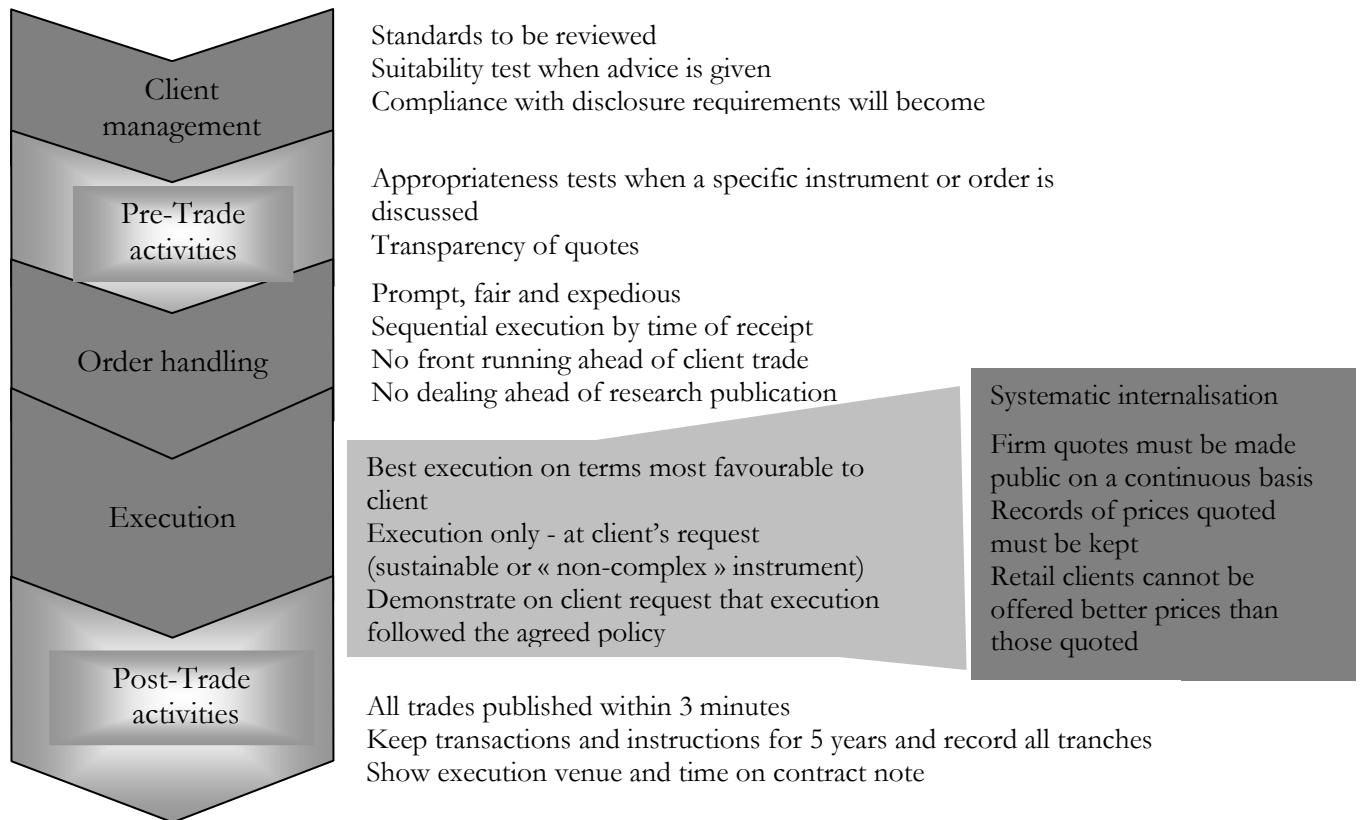 Client
management
Standards to be reviewed
Suitability test when advice is given
Compliance with disclosure requirements will become
Pre-Trade
activities
Appropriateness tests when a specific instrument or order is
discussed
Transparency of quotes
Order handling
Prompt, fair and expedious
Sequential execution by time of receipt
No front running ahead of client trade
No dealing ahead of research publication
Execution
Best execution on terms most favourable to
client
Execution only - at client’s request
(sustainable or « non-complex » instrument)
Demonstrate on client request that execution
followed the agreed policy
Systematic internalisation
Firm quotes must be made
public on a continuous basis
Records of prices quoted
must be kept
Retail clients cannot be
offered better prices than
those quoted
Post-Trade
activities
All trades published within 3 minutes
Keep transactions and instructions for 5 years and record all tranches
Show execution venue and time on contract note